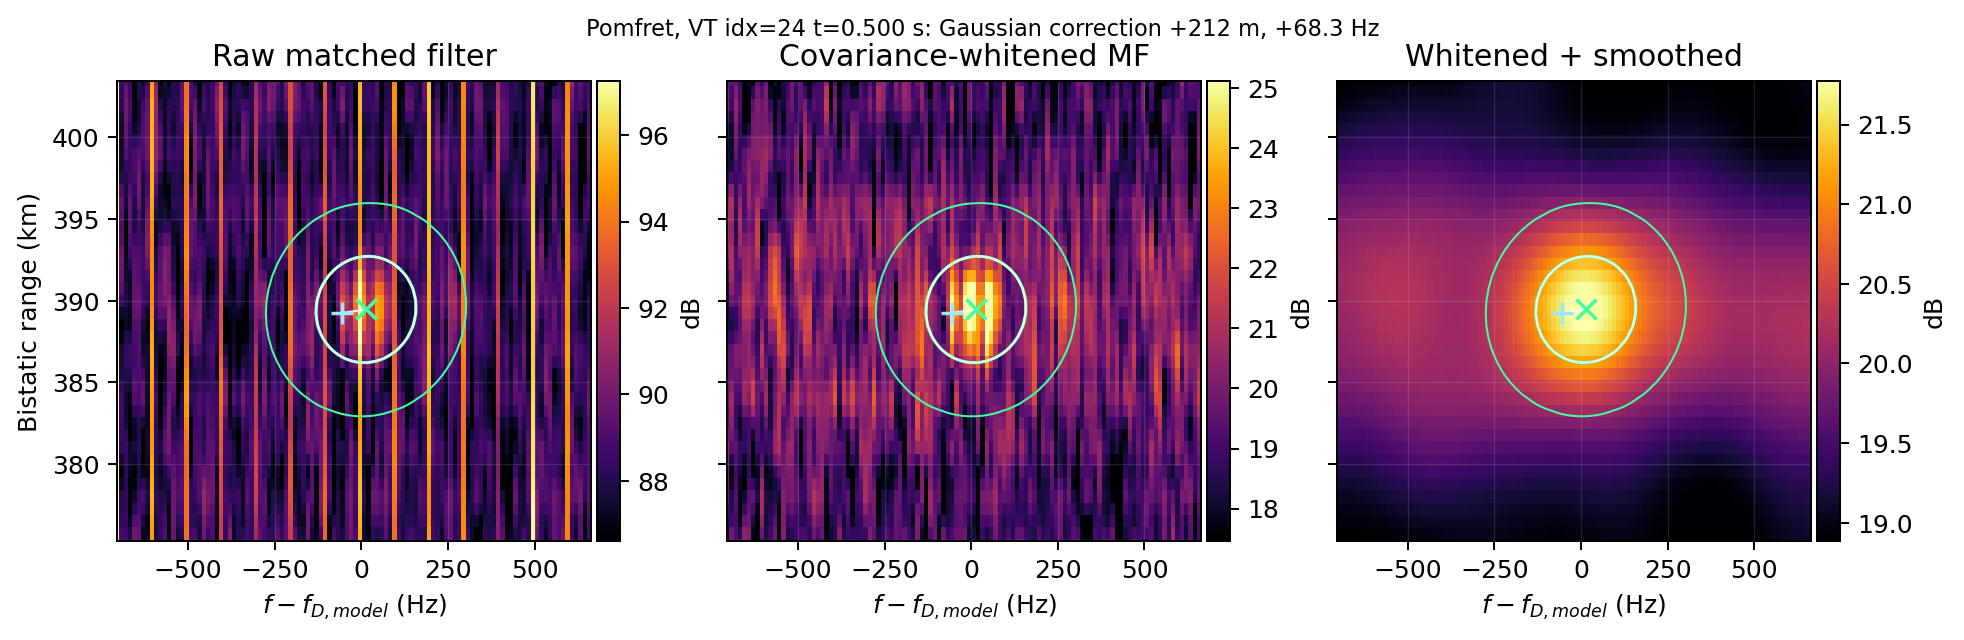 Pomfret, VT idx=24 t=0.500 s: Gaussian correction +212 m, +68.3 Hz
Raw matched filter
Covariance-whitened MF
Whitened + smoothed
Bistatic range (km)
400
395
390
385
380
−500 −250 0 250 500
f − f_{D, model} (Hz)
96
94
92
90
88
dB
−500 −250 0 250 500
f − f_{D, model} (Hz)
25
24
23
22
21
20
19
18
dB
−500 −250 0 250 500
f − f_{D, model} (Hz)
21.5
21.0
20.5
20.0
19.5
19.0
dB